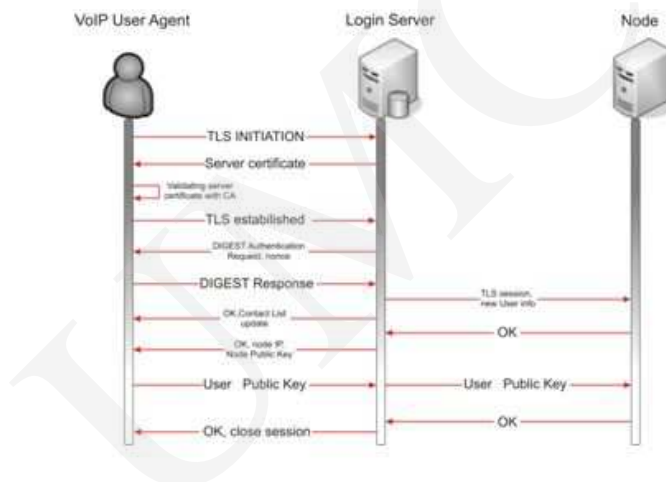 VoIP User Agent
Login Server
Node
TLS INITIATION
Server certificate
Validating server
certificate with CA
TLS estabilished
DIGEST Authentication
Request, nonce
DIGEST Response
TLS session,
new User info
OK,Contact List
update
OK
OK, node IP,
Node Public Key
User Public Key
User Public Key
OK
OK, close session
UMC